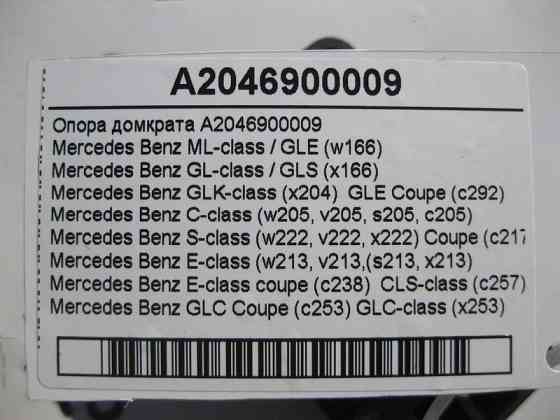 A2046900009
Опора домкрата A2046900009
Mercedes Benz ML-class / GLE (w166)
Mercedes Benz GL-class / GLS (x166)
Mercedes Benz GLK-class (x204) GLE Coupe (c292)
Mercedes Benz C-class (w205, v205, s205, c205)
Mercedes Benz S-class (w222, v222, x222) Coupe (c217
Mercedes Benz E-class (w213, v213,(s213, x213)
Mercedes Benz E-class coupe (c238) CLS-class (c257)
Mercedes Benz GLC Coupe (c253) GLC-class (x253)